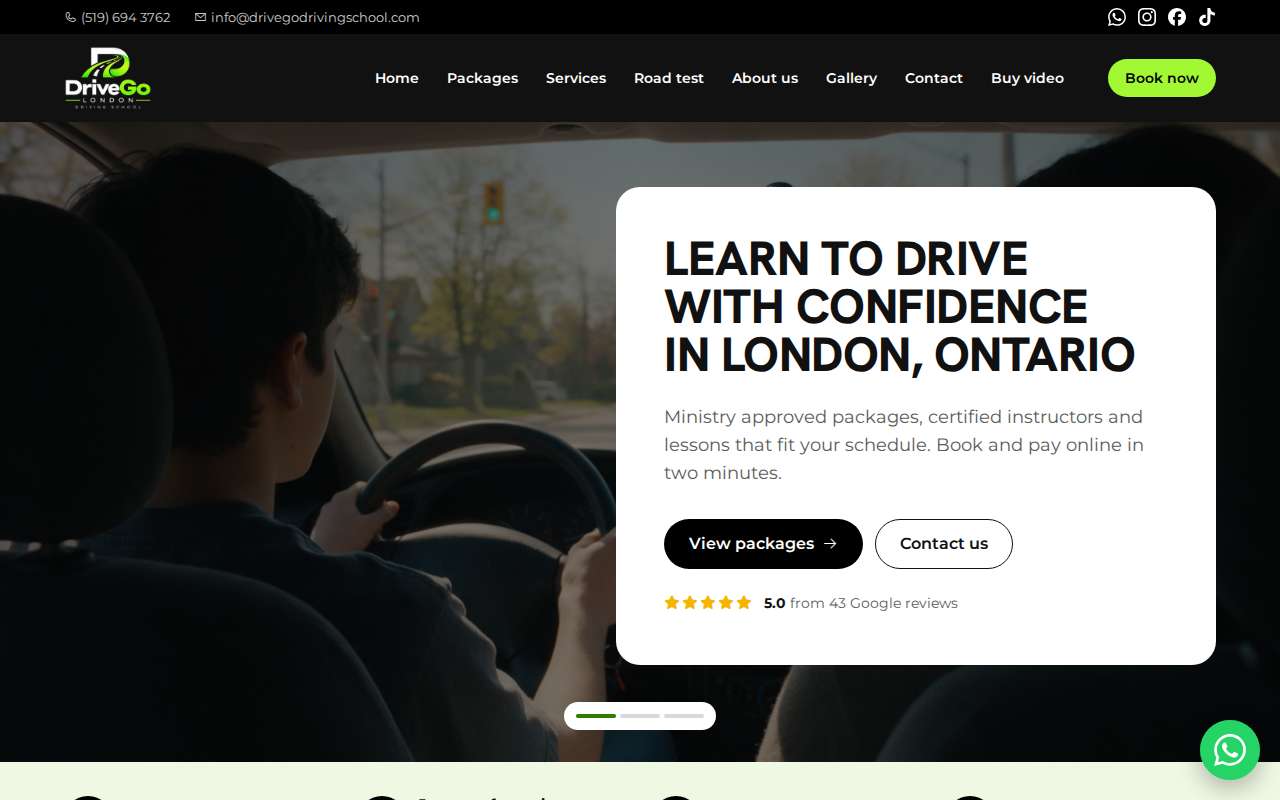 (519) 694 3762
info@drivegodrivingschool.com
DriveGo
LONDON
DRIVING SCHOOL
Home
Packages
Services
Road test
About us
Gallery
Contact
Buy video
Book now
LEARN TO DRIVE
WITH CONFIDENCE
IN LONDON, ONTARIO
Ministry approved packages, certified instructors and
lessons that fit your schedule. Book and pay online in
two minutes.
View packages →
Contact us
5.0 from 43 Google reviews